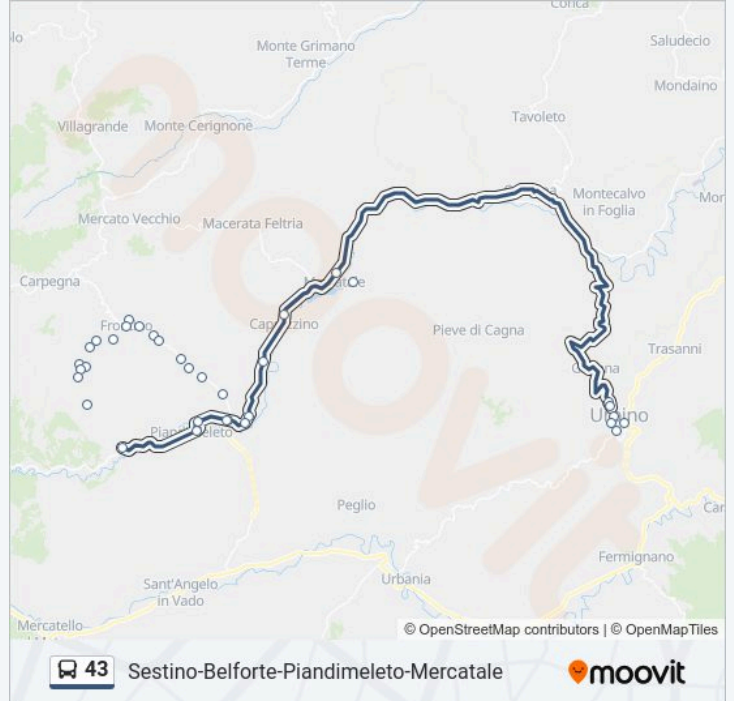 Conca
Monte Grimano
Terme
Saludecio
Mondaino
Tavoleto
Villagrande
Monte Cerignone
Montecalvo
in Foglia
Mercato Vecchio
Macerata Feltria
Carpegna
Pieve di Cagna
Trasanni
Urbino
Peglio
Fermignano
Urbania
Sant'Angelo
in Vado
Mercatello
moovit
© OpenStreetMap contributors | © OpenMapTiles
43 Sestino-Belforte-Piandimeleto-Mercatale
moovit